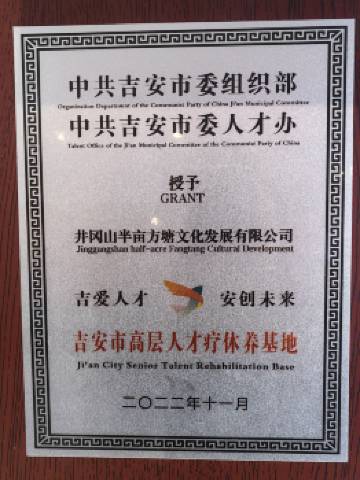 中共吉安市委组织部
Organization Department of the Communist Party of China Ji'an Municipal Committee
中共吉安市委人才办
Talent Office of the Ji'an Municipal Committee of the Communist Party of China
授予
GRANT
井冈山半亩方塘文化发展有限公司
Jinggangshan half-acre Fangtang Cultural Development
吉爱人才 安创未来
吉安市高层人才疗休养基地
Ji'an City Senior Talent Rehabilitation Base
二〇二二年十一月